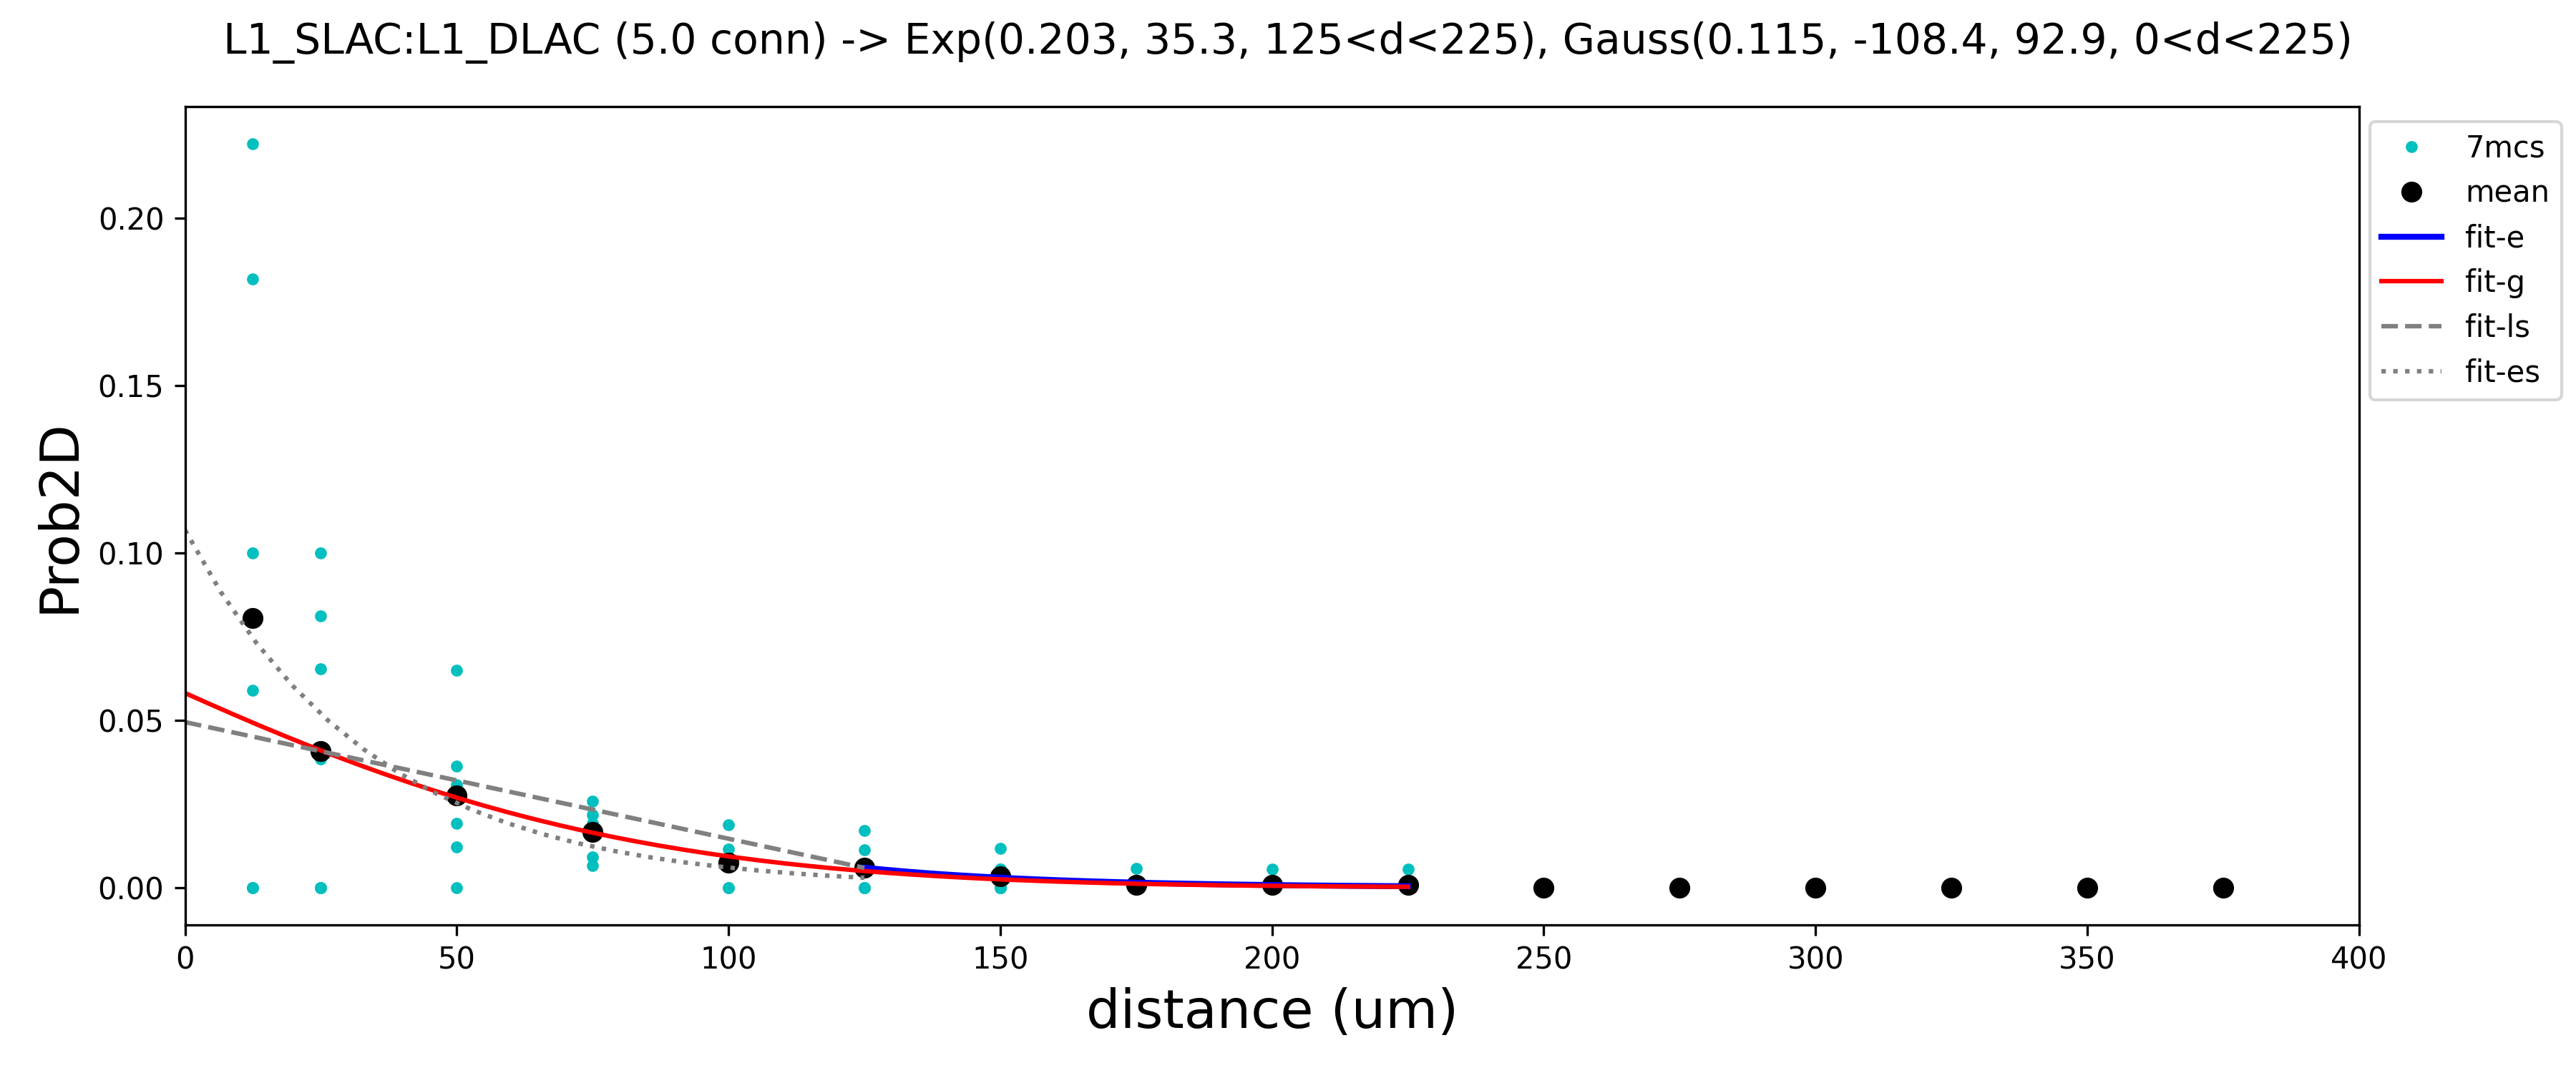 L1_SLAC:L1_DLAC (5.0 conn) -> Exp(0.203, 35.3, 125<d<225), Gauss(0.115, -108.4, 92.9, 0<d<225)
7mcs
mean
fit-e
fit-g
fit-ls
fit-es
Prob2D
0.20
0.15
0.10
0.05
0.00
0 50 100 150 200 250 300 350 400
distance (um)